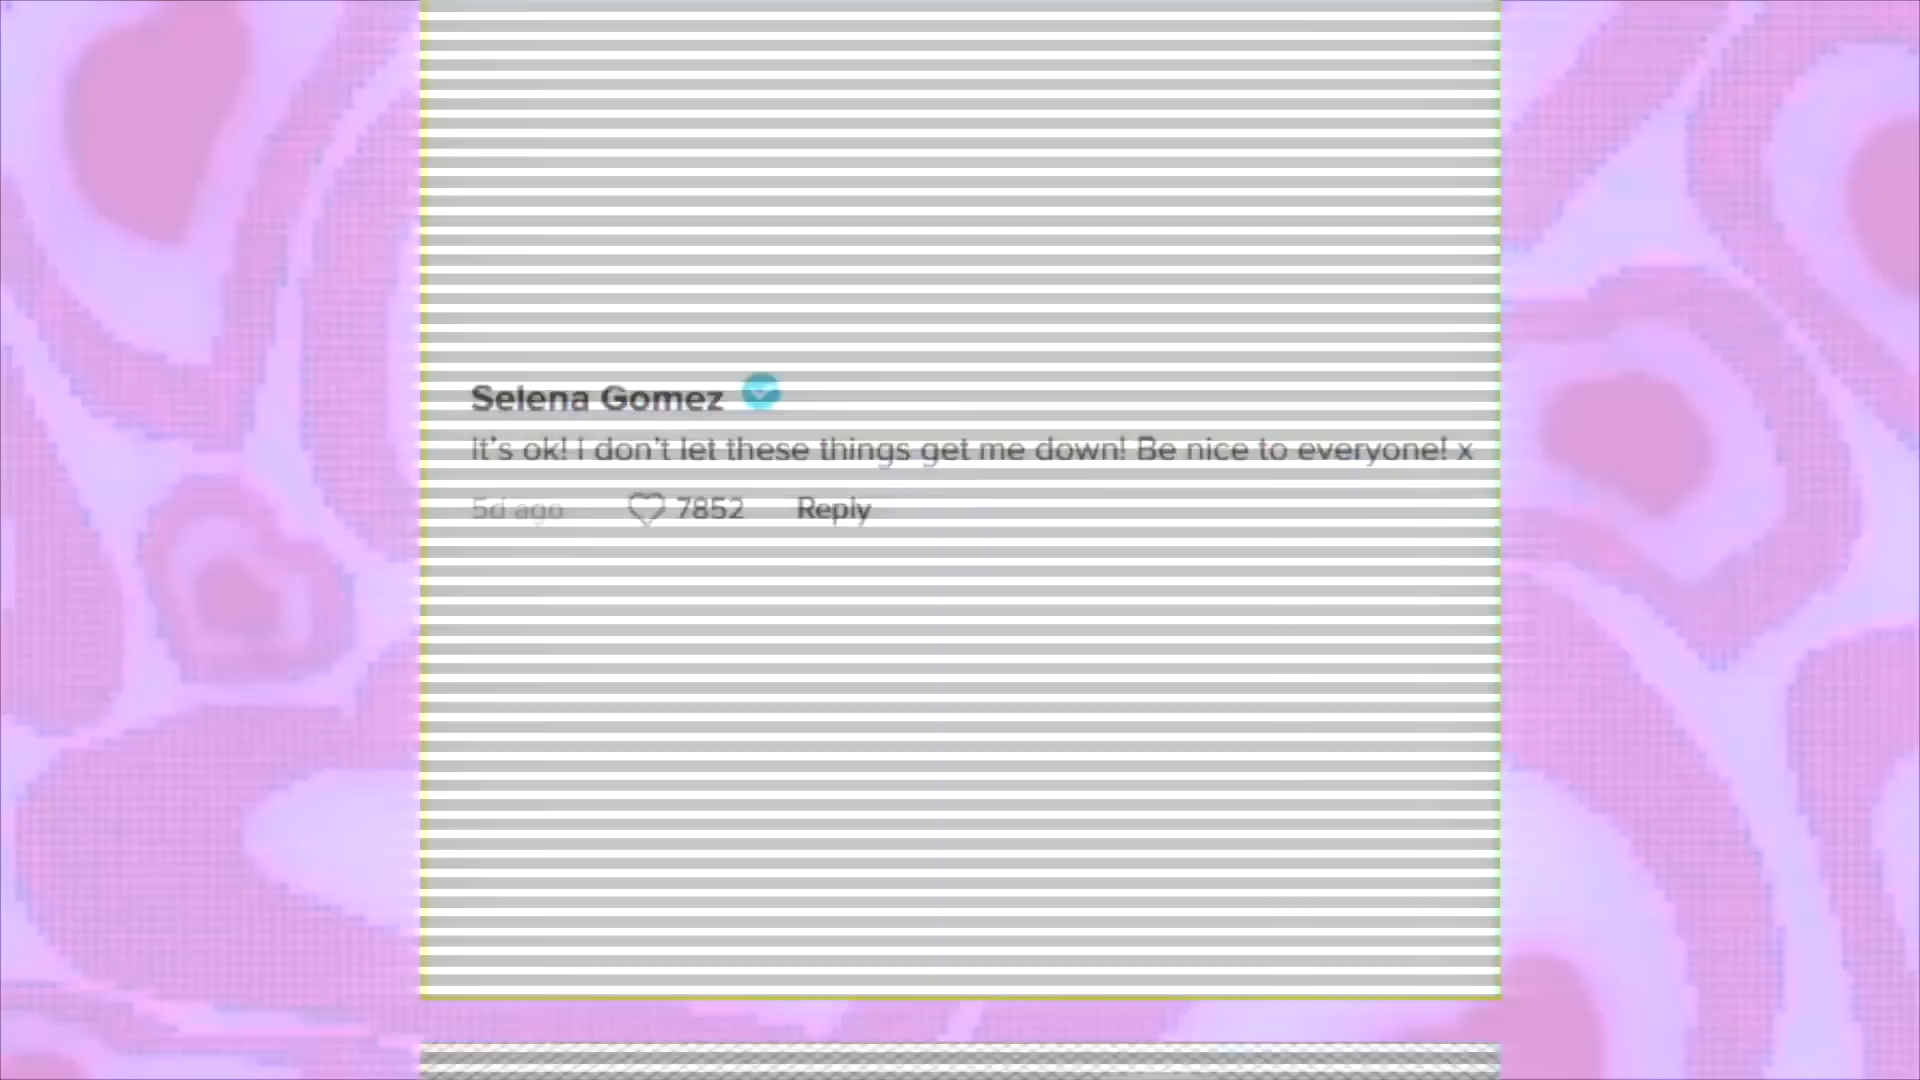 Selena Gomez
It's ok! I don't let these things get me down! Be nice to everyone! x
5d ago 7852 Reply